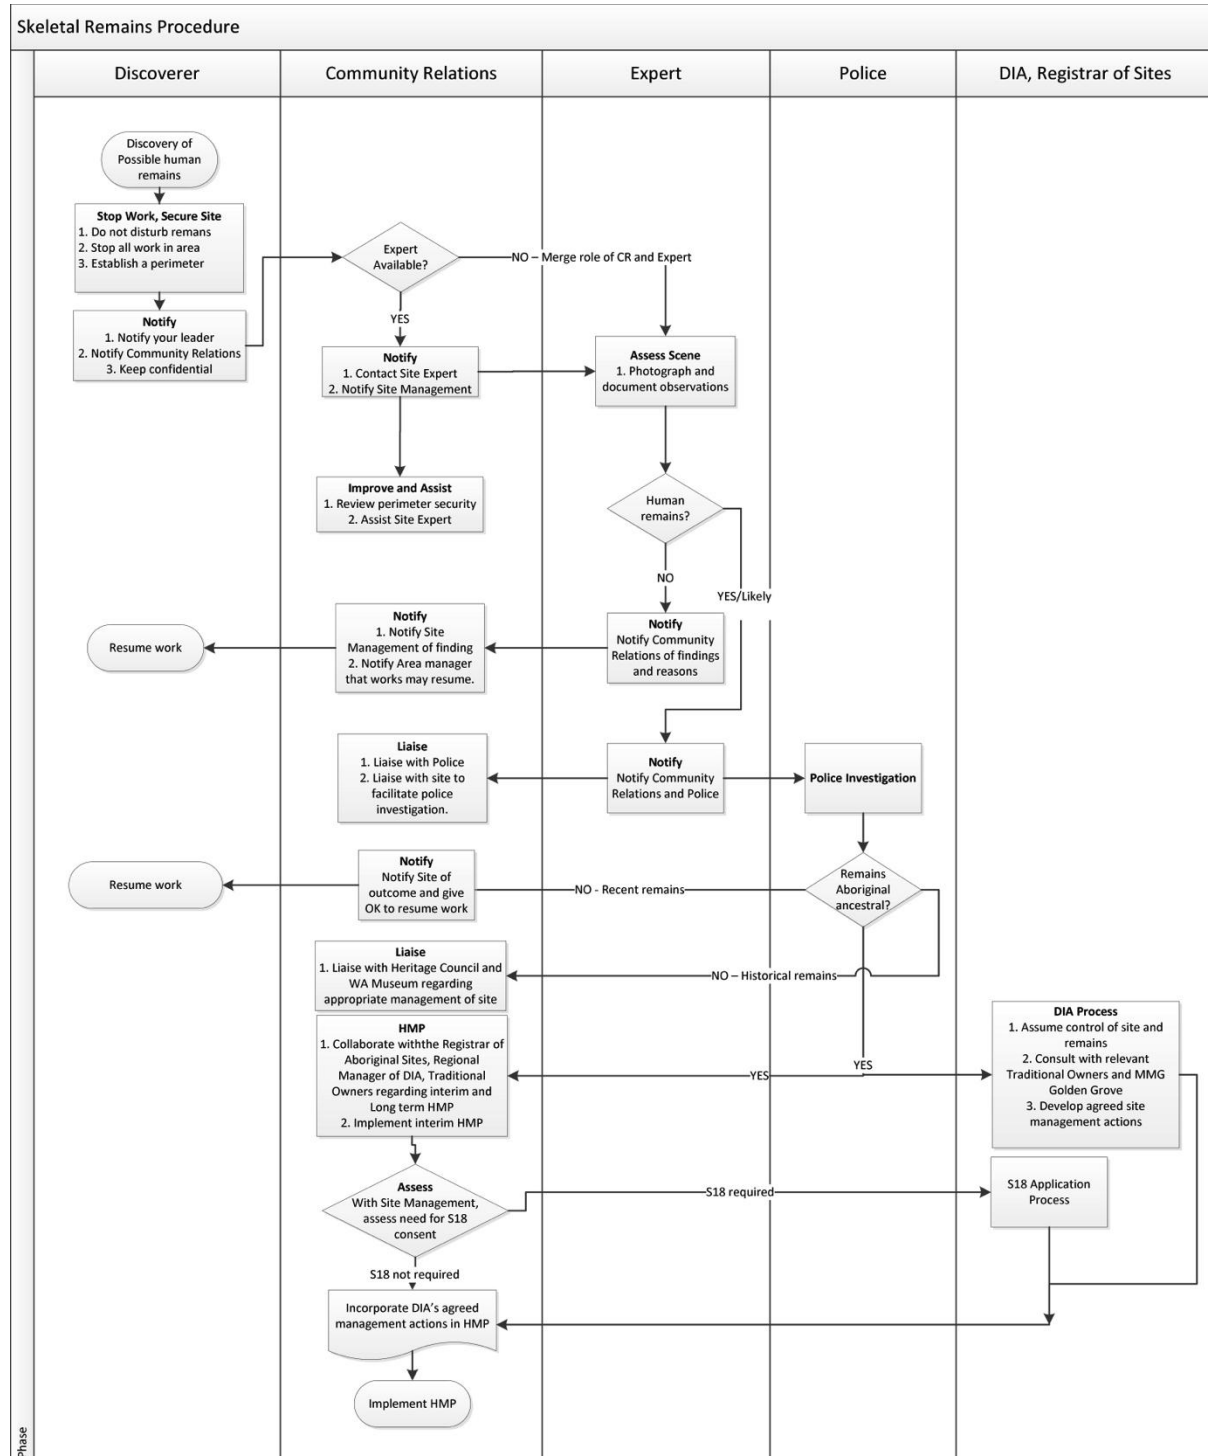 Skeletal Remains Procedure
Discoverer
Community Relations
Expert
Police
DIA, Registrar of Sites
Discovery of
Possible human
remains
Stop Work, Secure Site
1. Do not disturb remans
2. Stop all work in area
3. Establish a perimeter
Notify
1. Notify your leader
2. Notify Community Relations
3. Keep confidential
Expert
Available?
NO – Merge role of CR and Expert
YES
Notify
1. Contact Site Expert
2. Notify Site Management
Assess Scene
1. Photograph and
document observations
Improve and Assist
1. Review perimeter security
2. Assist Site Expert
Human
remains?
NO
YES/Likely
Notify
Notify Community
Relations of findings
and reasons
Notify
1. Notify Site
Management of finding
2. Notify Area manager
that works may resume.
Resume work
Notify
Notify Community
Relations and Police
Liaise
1. Liaise with Police
2. Liaise with site to
facilitate police
investigation.
Police Investigation
Remains
Aboriginal
ancestral?
NO - Recent remains
Notify
Notify Site of
outcome and give
OK to resume work
Resume work
NO – Historical remains
Liaise
1. Liaise with Heritage Council and
WA Museum regarding
appropriate management of site
YES
YES
HMP
1. Collaborate withthe Registrar of
Aboriginal Sites, Regional
Manager of DIA, Traditional
Owners regarding interim and
Long term HMP
2. Implement interim HMP
DIA Process
1. Assume control of site and
remains
2. Consult with relevant
Traditional Owners and MMG
Golden Grove
3. Develop agreed site
management actions
Assess
With Site Management,
assess need for S18
consent
S18 required
S18 Application
Process
S18 not required
Incorporate DIA's agreed
management actions in HMP
Implement HMP
Phase